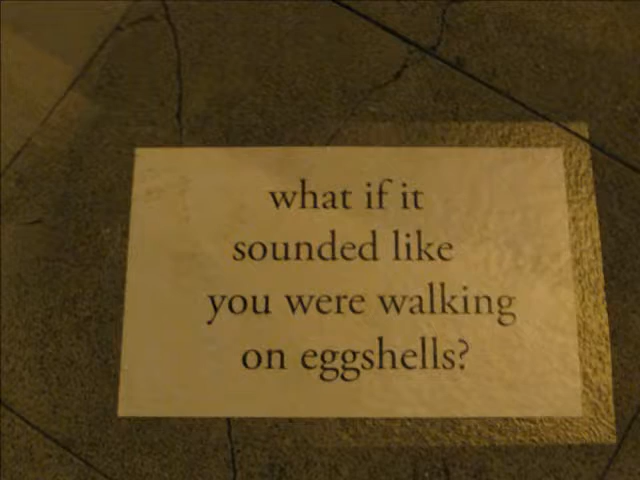 what if it
sounded like
you were walking
on eggshells?